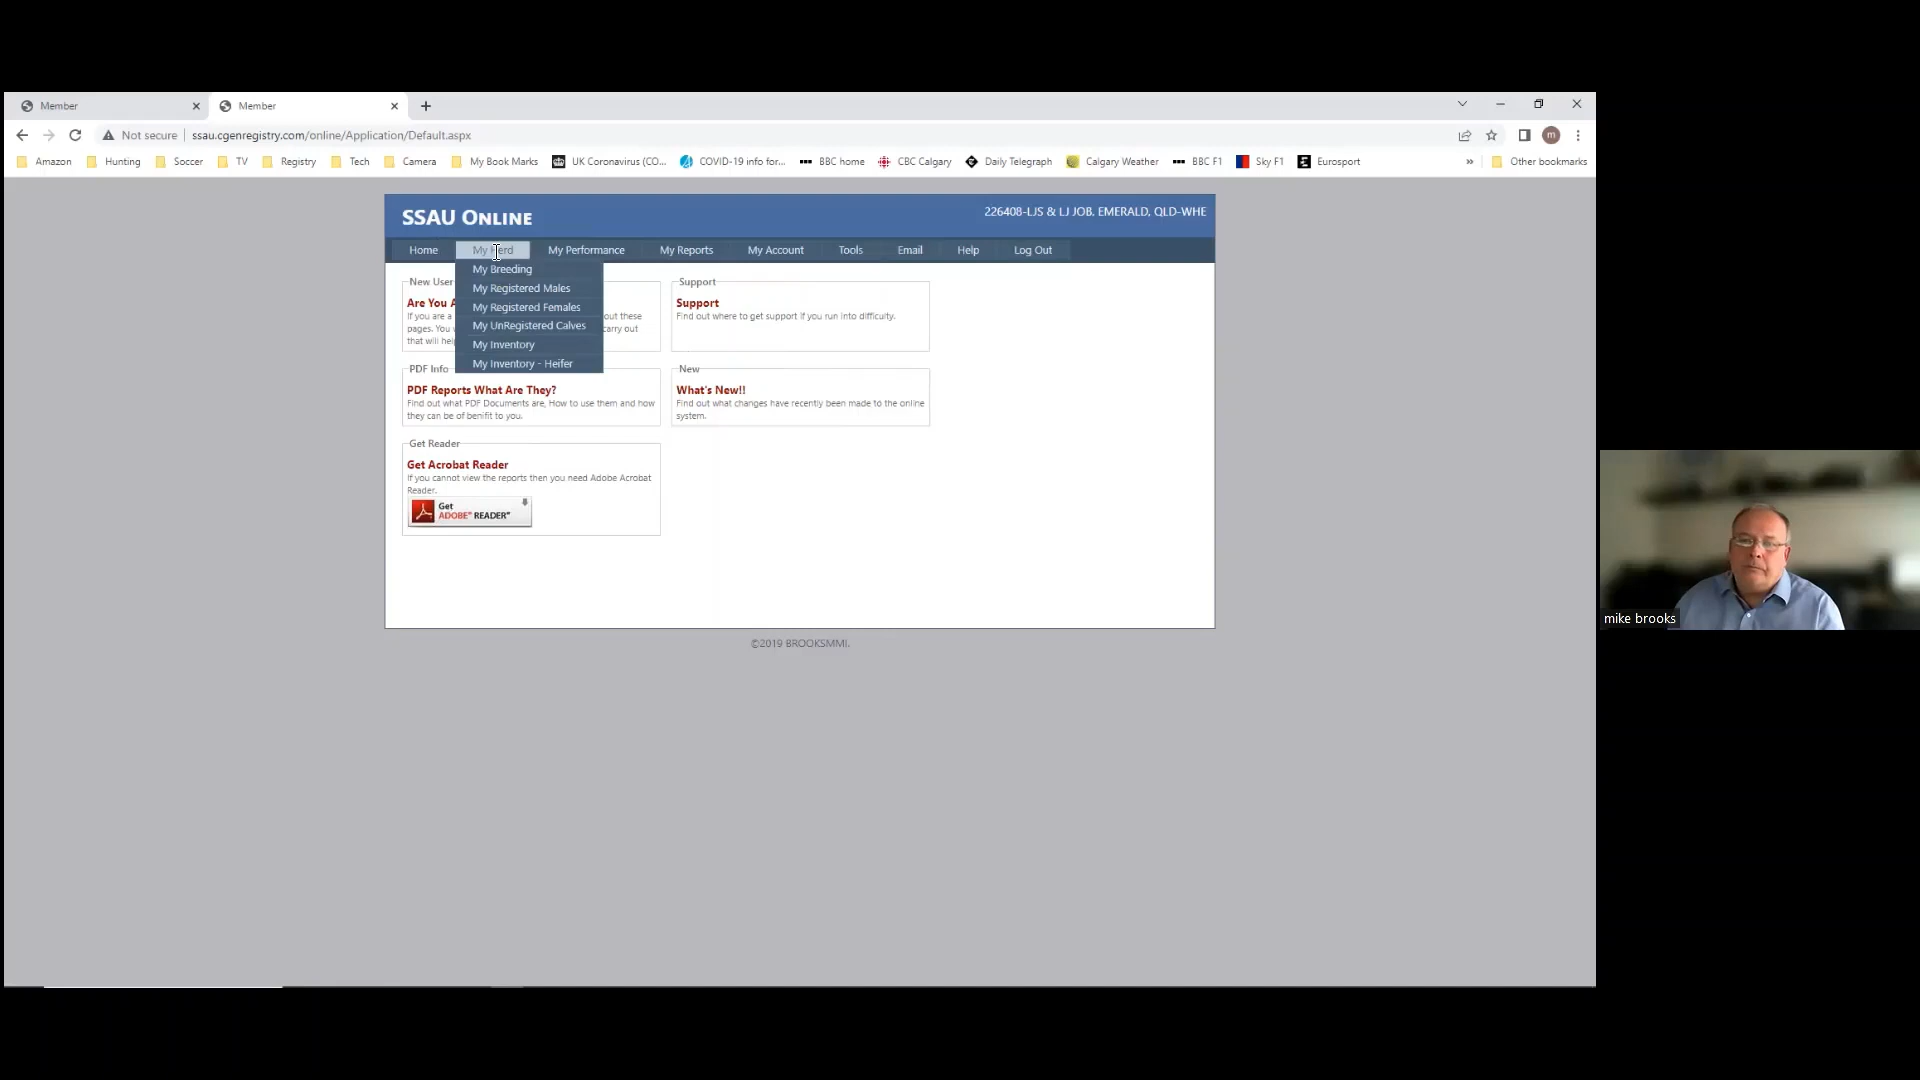 Member
Member
Not secure
ssau.cgenregistry.com/online/Application/Default.aspx
m
Amazon
Hunting
Soccer
TV
Registry
Tech
Camera
My Book Marks
UK Coronavirus (CO...
COVID-19 info for...
BBC home
CBC Calgary
Daily Telegraph
Calgary Weather
BBC F1
Sky F1
Eurosport
»
Other bookmarks
SSAU Online
226408-LJS & LJ JOB. EMERALD, QLD-WHE
Home
My Herd
My Performance
My Reports
My Account
Tools
Email
Help
Log Out
My Breeding
My Registered Males
My Registered Females
My UnRegistered Calves
My Inventory
My Inventory - Heifer
New User
Are You A
If you are a
out these
pages. You
carry out
that will help
Support
Support
Find out where to get support if you run into difficulty.
PDF Info
PDF Reports What Are They?
Find out what PDF Documents are, How to use them and how
they can be of benifit to you.
New
What's New!!
Find out what changes have recently been made to the online
system.
Get Reader
Get Acrobat Reader
If you cannot view the reports then you need Adobe Acrobat
Reader.
Get
ADOBE® READER®
©2019 BROOKSMMI.
mike brooks